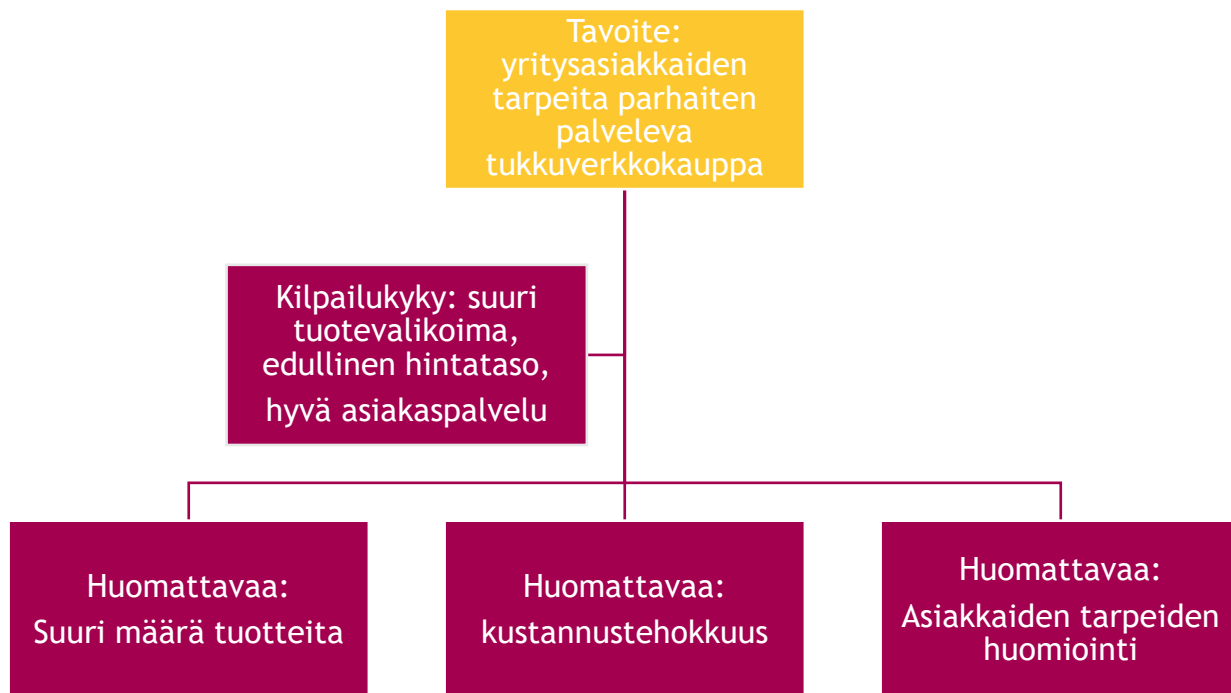 Tavoite:
yritysasiakkaiden
tarpeita parhaiten
palveleva
tukkuverkkokauppa
Kilpailukyky: suuri
tuotevalikoima,
edullinen hintataso,
hyvä asiakaspalvelu
Huomattavaa:
Suuri määrä tuotteita
Huomattavaa:
kustannustehokkuus
Huomattavaa:
Asiakkaiden tarpeiden
huomiointi